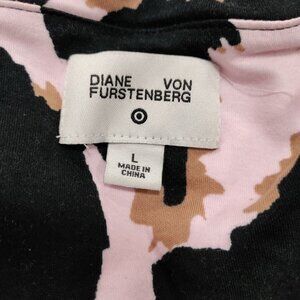 DIANE VON
FURSTENBERG
L
MADE IN
CHINA